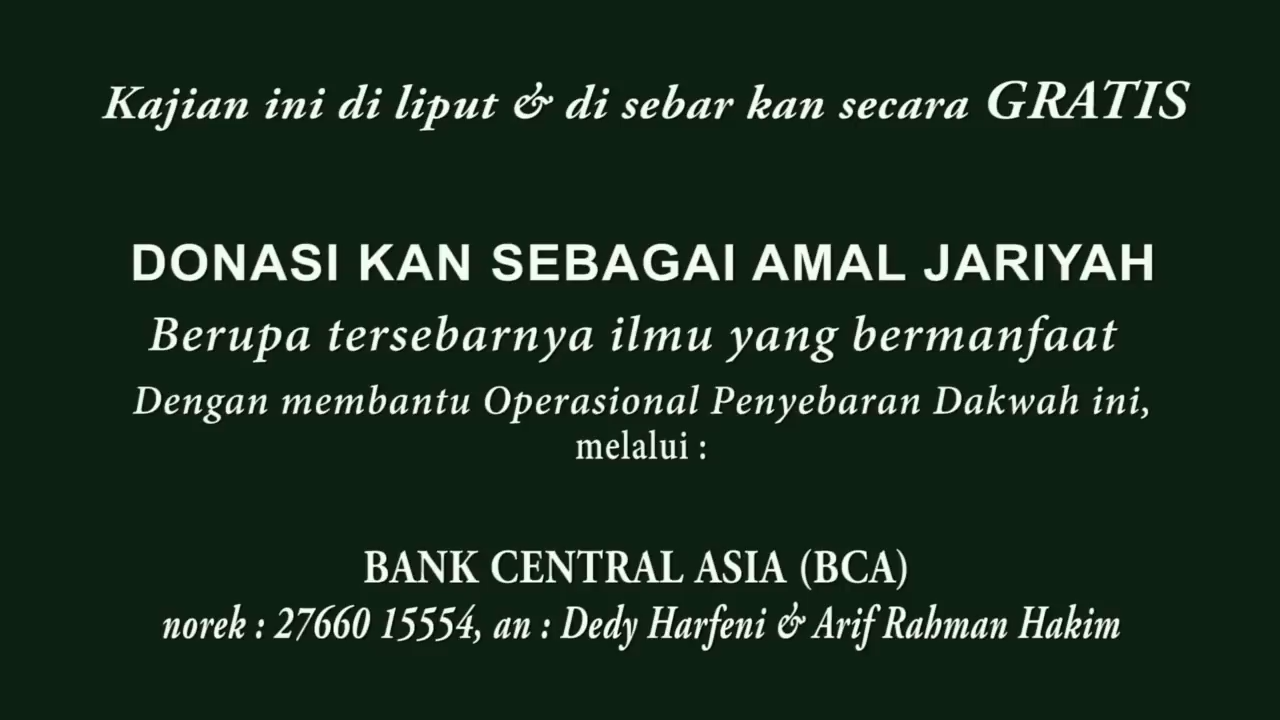 Kajian ini di liput & di sebar kan secara GRATIS
DONASI KAN SEBAGAI AMAL JARIYAH
Berupa tersebarnya ilmu yang bermanfaat
Dengan membantu Operasional Penyebaran Dakwah ini,
melalui :
BANK CENTRAL ASIA (BCA)
norek : 27660 15554, an : Dedy Harfeni & Arif Rahman Hakim